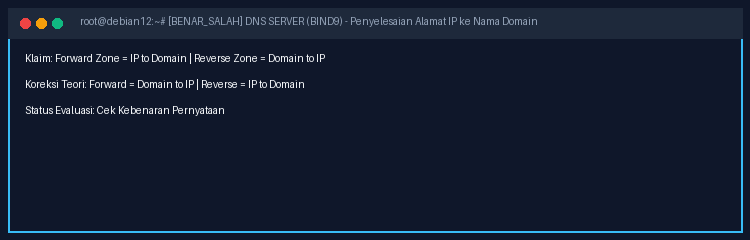 root@debian12:~# [BENAR_SALAH] DNS SERVER (BIND9) - Penyelesaian Alamat IP ke Nama Domain
Klaim: Forward Zone = IP to Domain | Reverse Zone = Domain to IP
Koreksi Teori: Forward = Domain to IP | Reverse = IP to Domain
Status Evaluasi: Cek Kebenaran Pernyataan